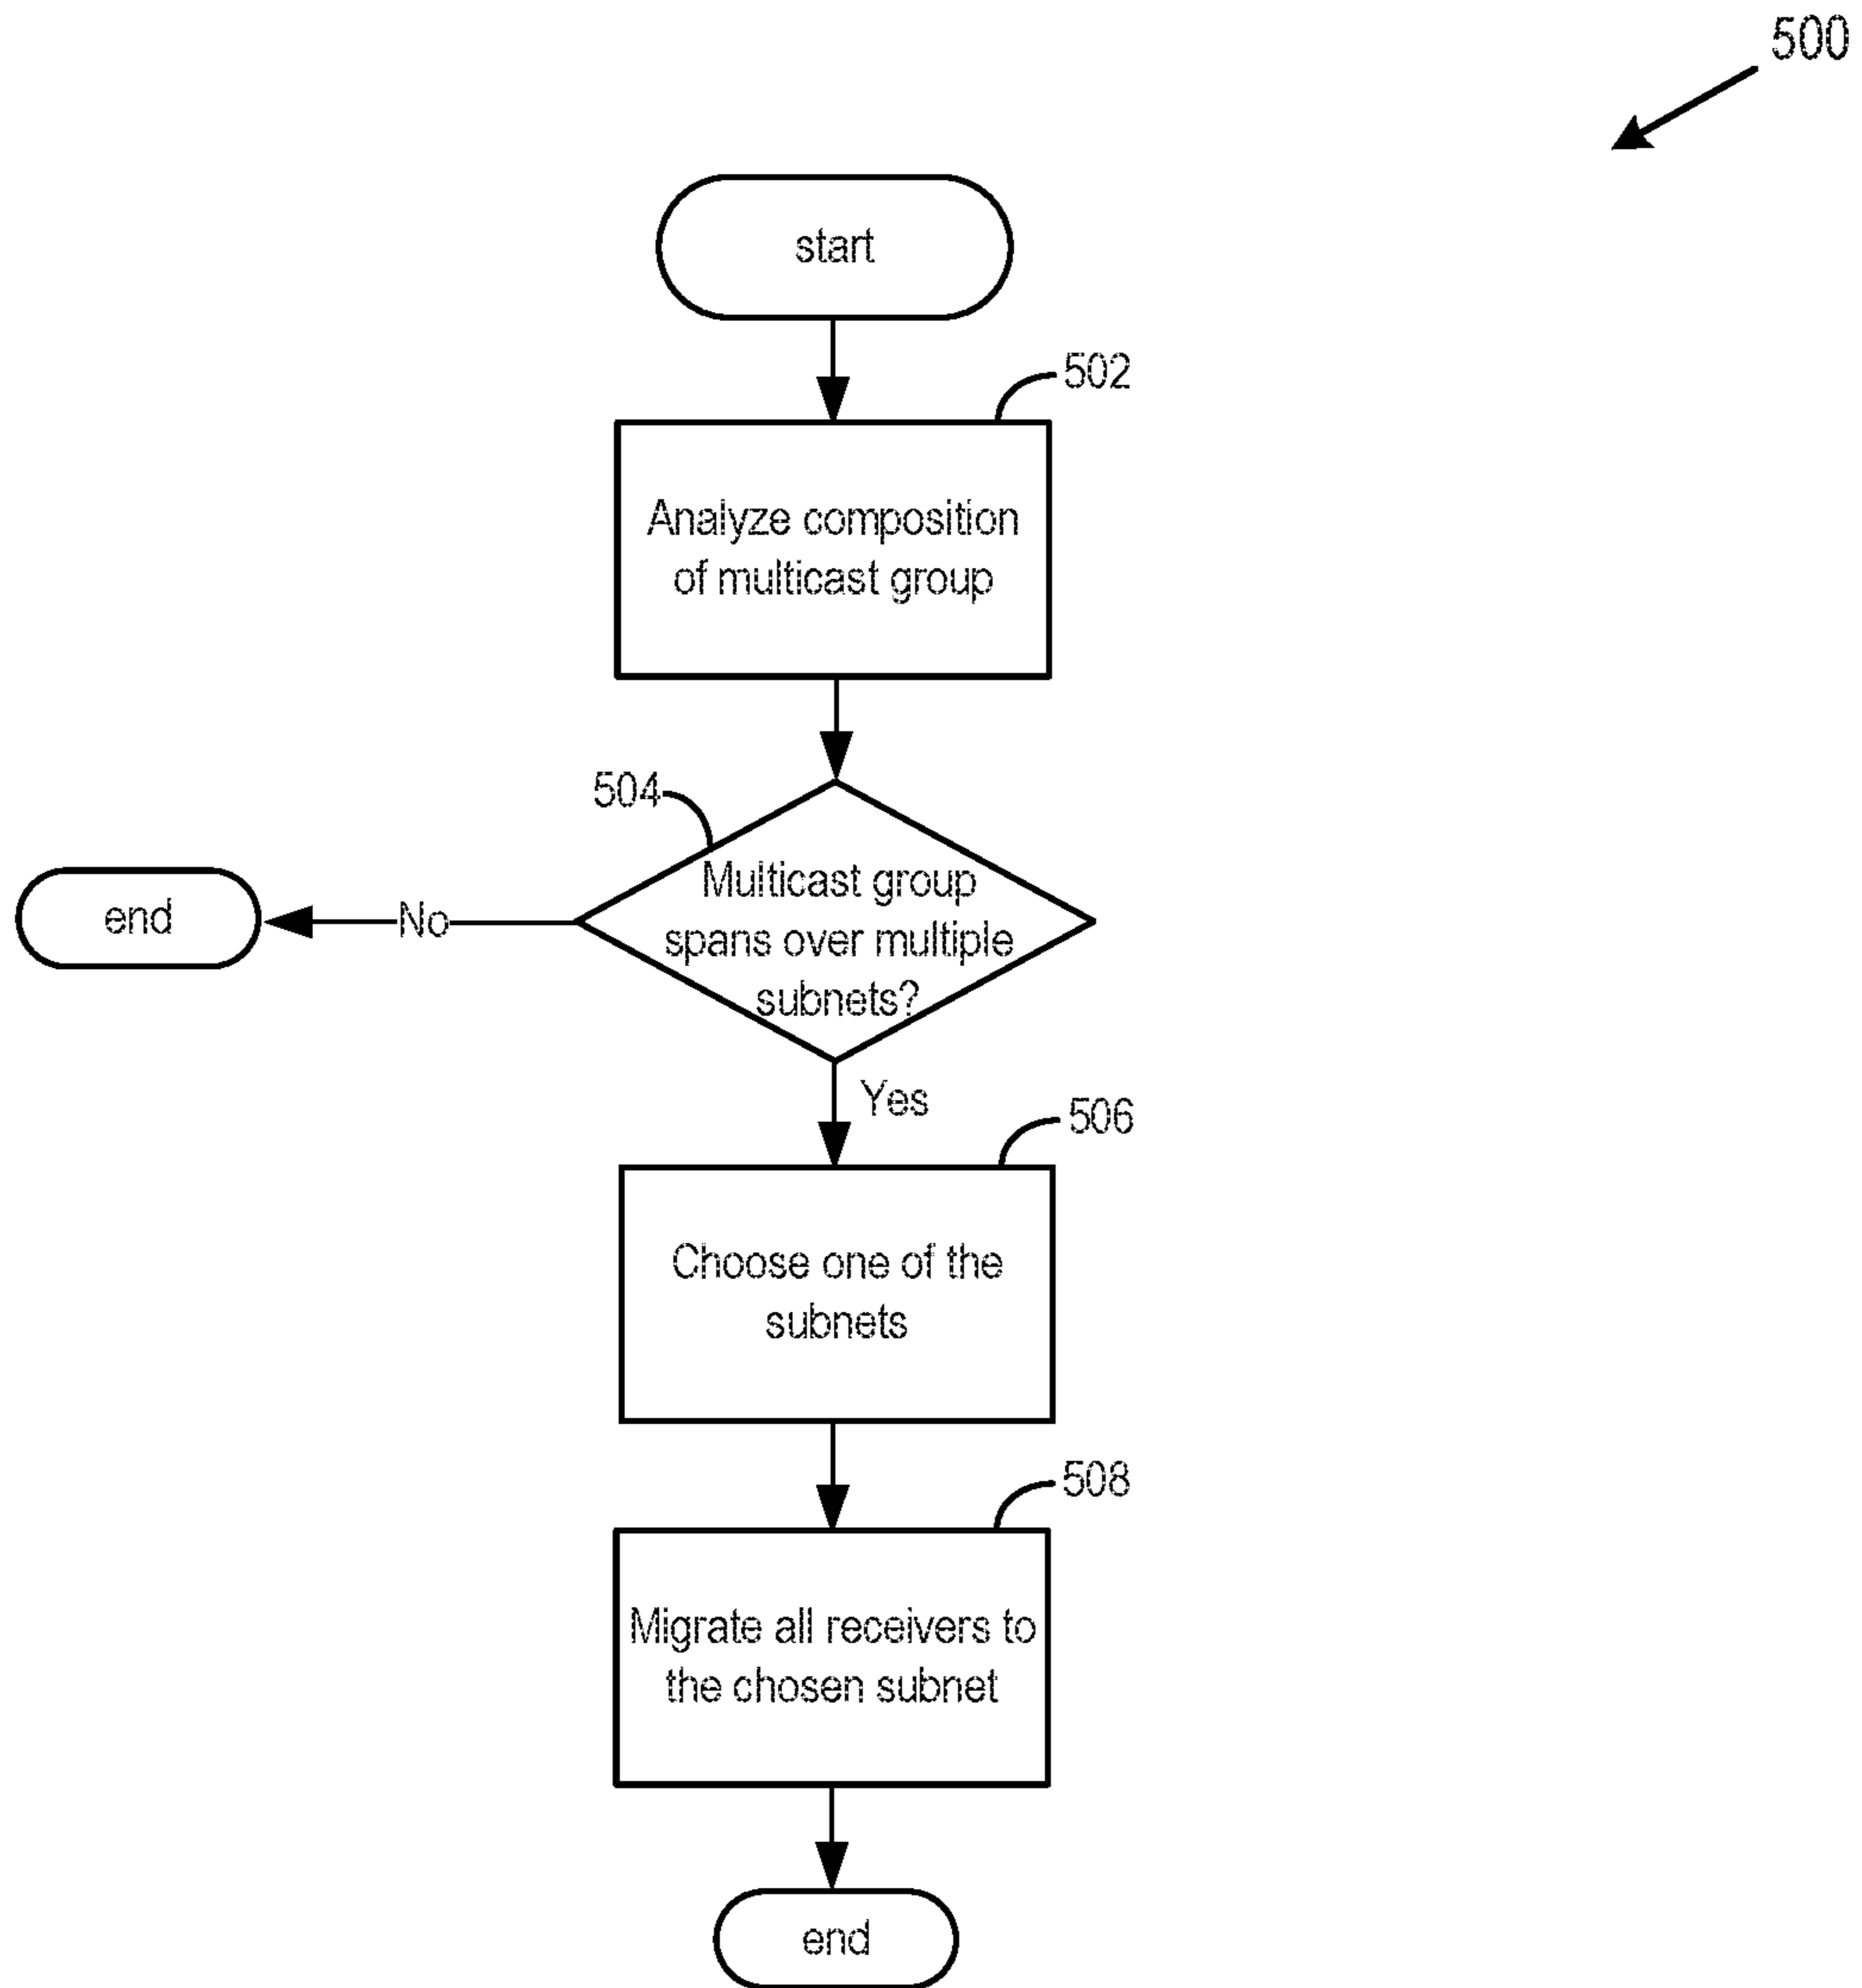 500
start
502
Analyze composition
of multicast group
504
Multicast group
spans over multiple
subnets?
No
end
Yes
506
Choose one of the
subnets
508
Migrate all receivers to
the chosen subnet
end